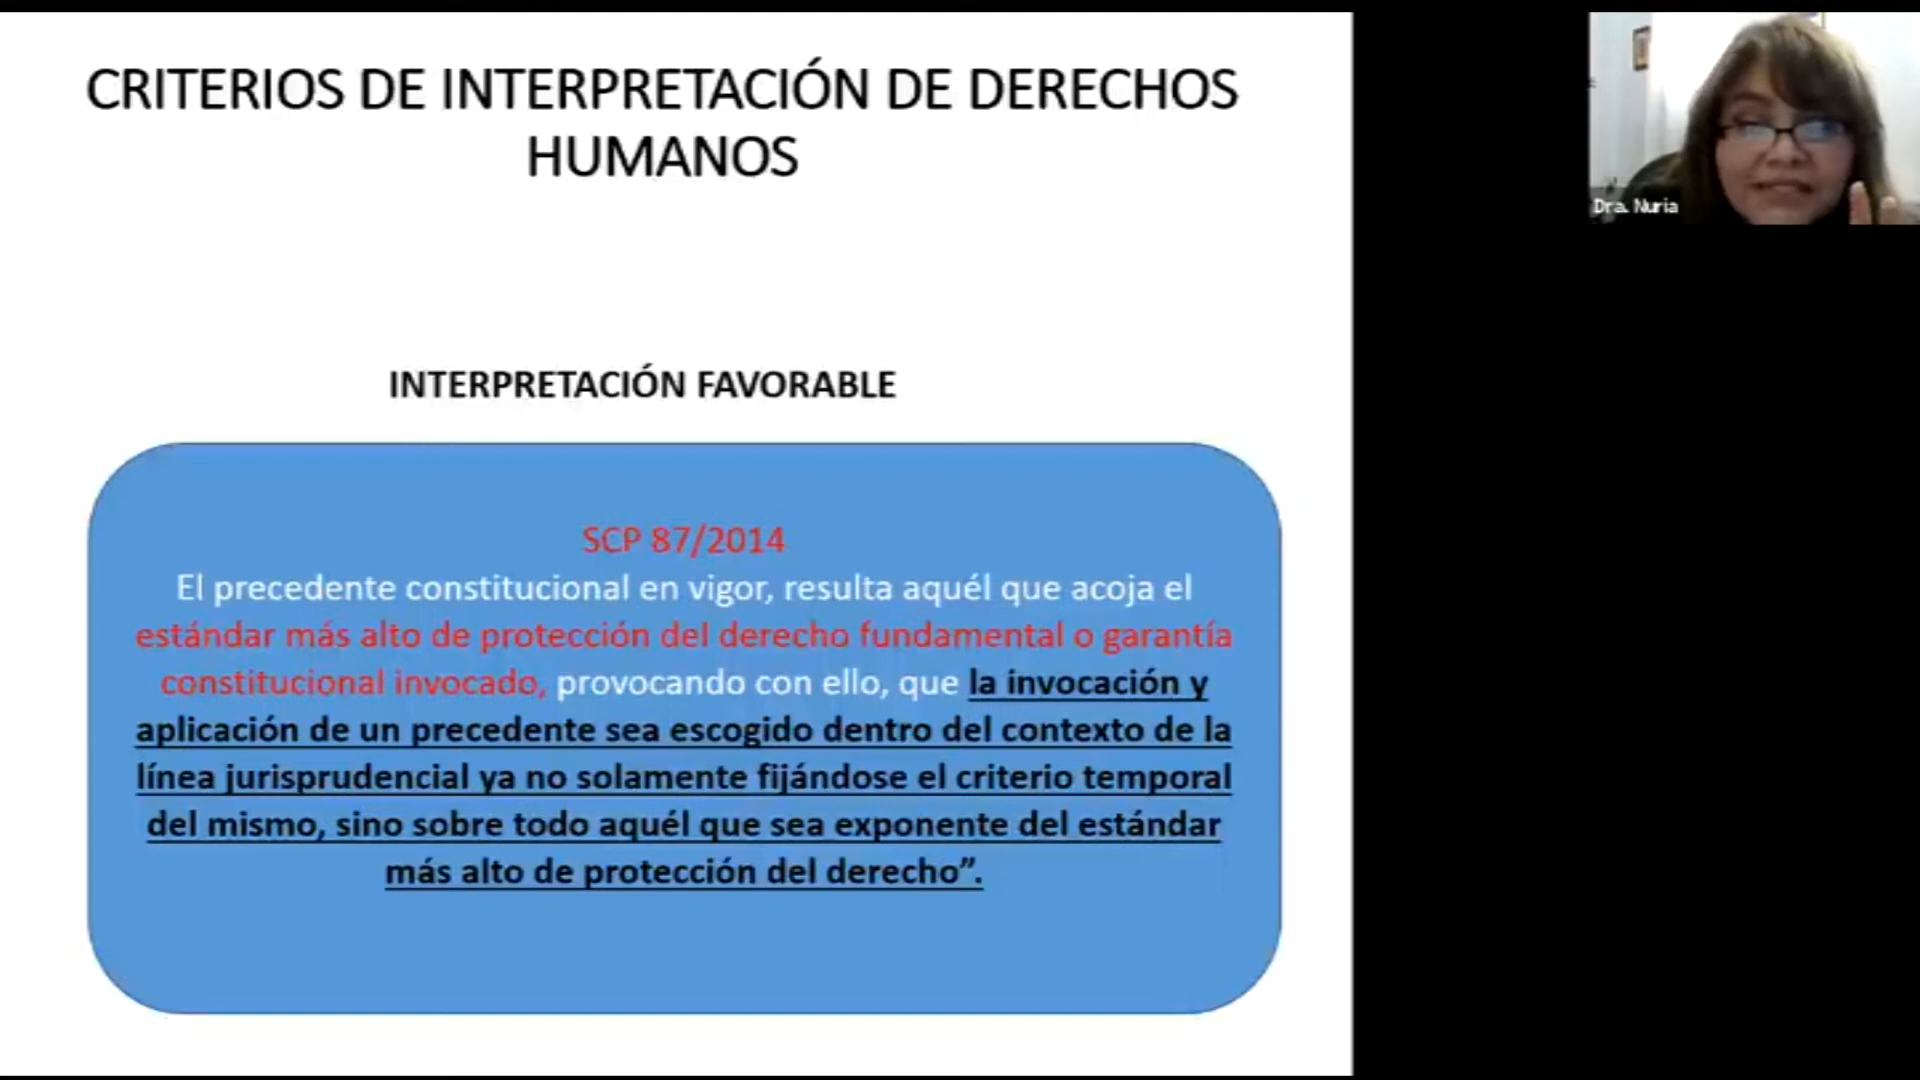 CRITERIOS DE INTERPRETACIÓN DE DERECHOS
HUMANOS
Dra. Nuria
INTERPRETACIÓN FAVORABLE
SCP 87/2014
El precedente constitucional en vigor, resulta aquél que acoja el
estándar más alto de protección del derecho fundamental o garantía
constitucional invocado, provocando con ello, que la invocación y
aplicación de un precedente sea escogido dentro del contexto de la
línea jurisprudencial ya no solamente fijándose el criterio temporal
del mismo, sino sobre todo aquél que sea exponente del estándar
más alto de protección del derecho”.